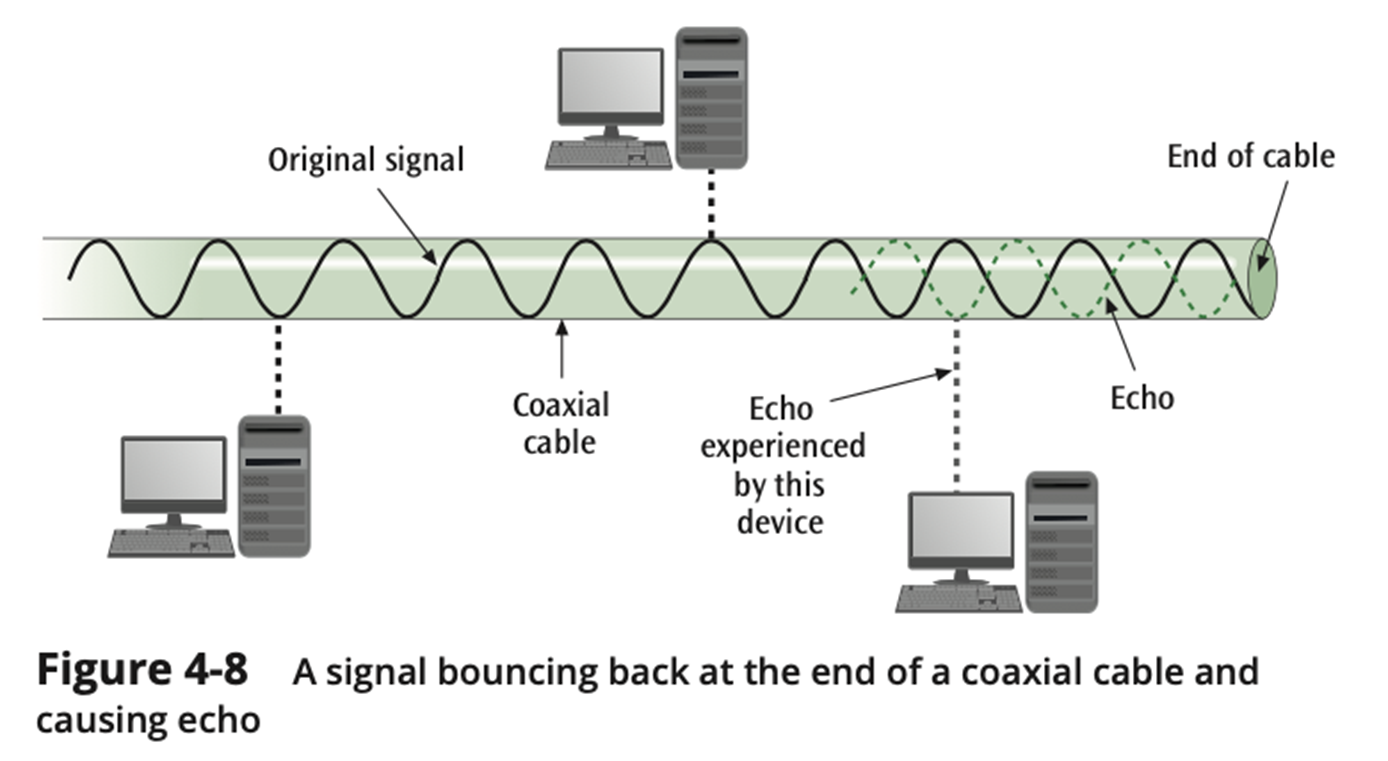 Original signal
End of cable
Coaxial
cable
Echo
experienced
by this
device
Echo
Figure 4-8 A signal bouncing back at the end of a coaxial cable and
causing echo